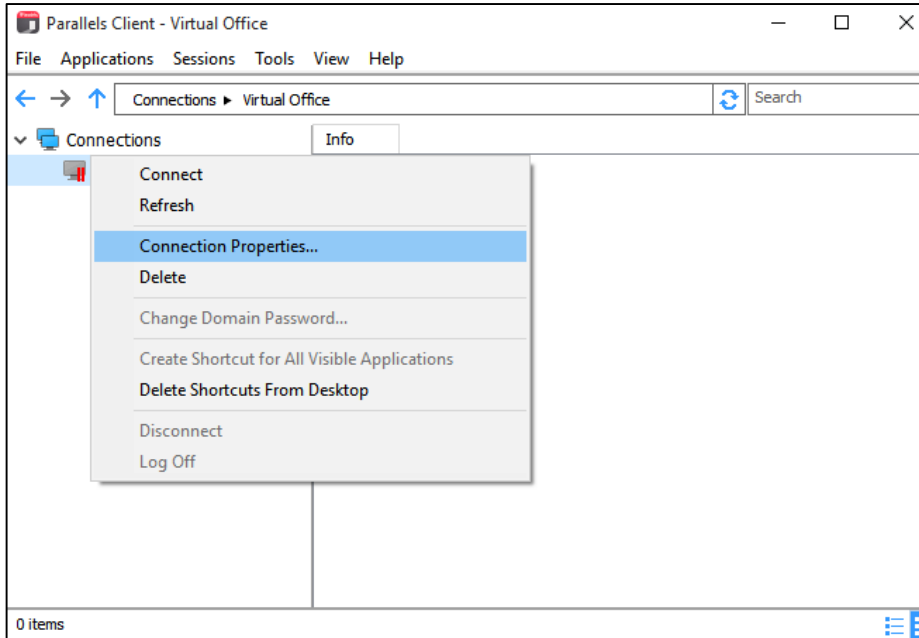 Parallels Client - Virtual Office
File Applications Sessions Tools View Help
Connections ▸ Virtual Office Search
Connections Info
Connect
Refresh
Connection Properties...
Delete
Change Domain Password...
Create Shortcut for All Visible Applications
Delete Shortcuts From Desktop
Disconnect
Log Off
0 items